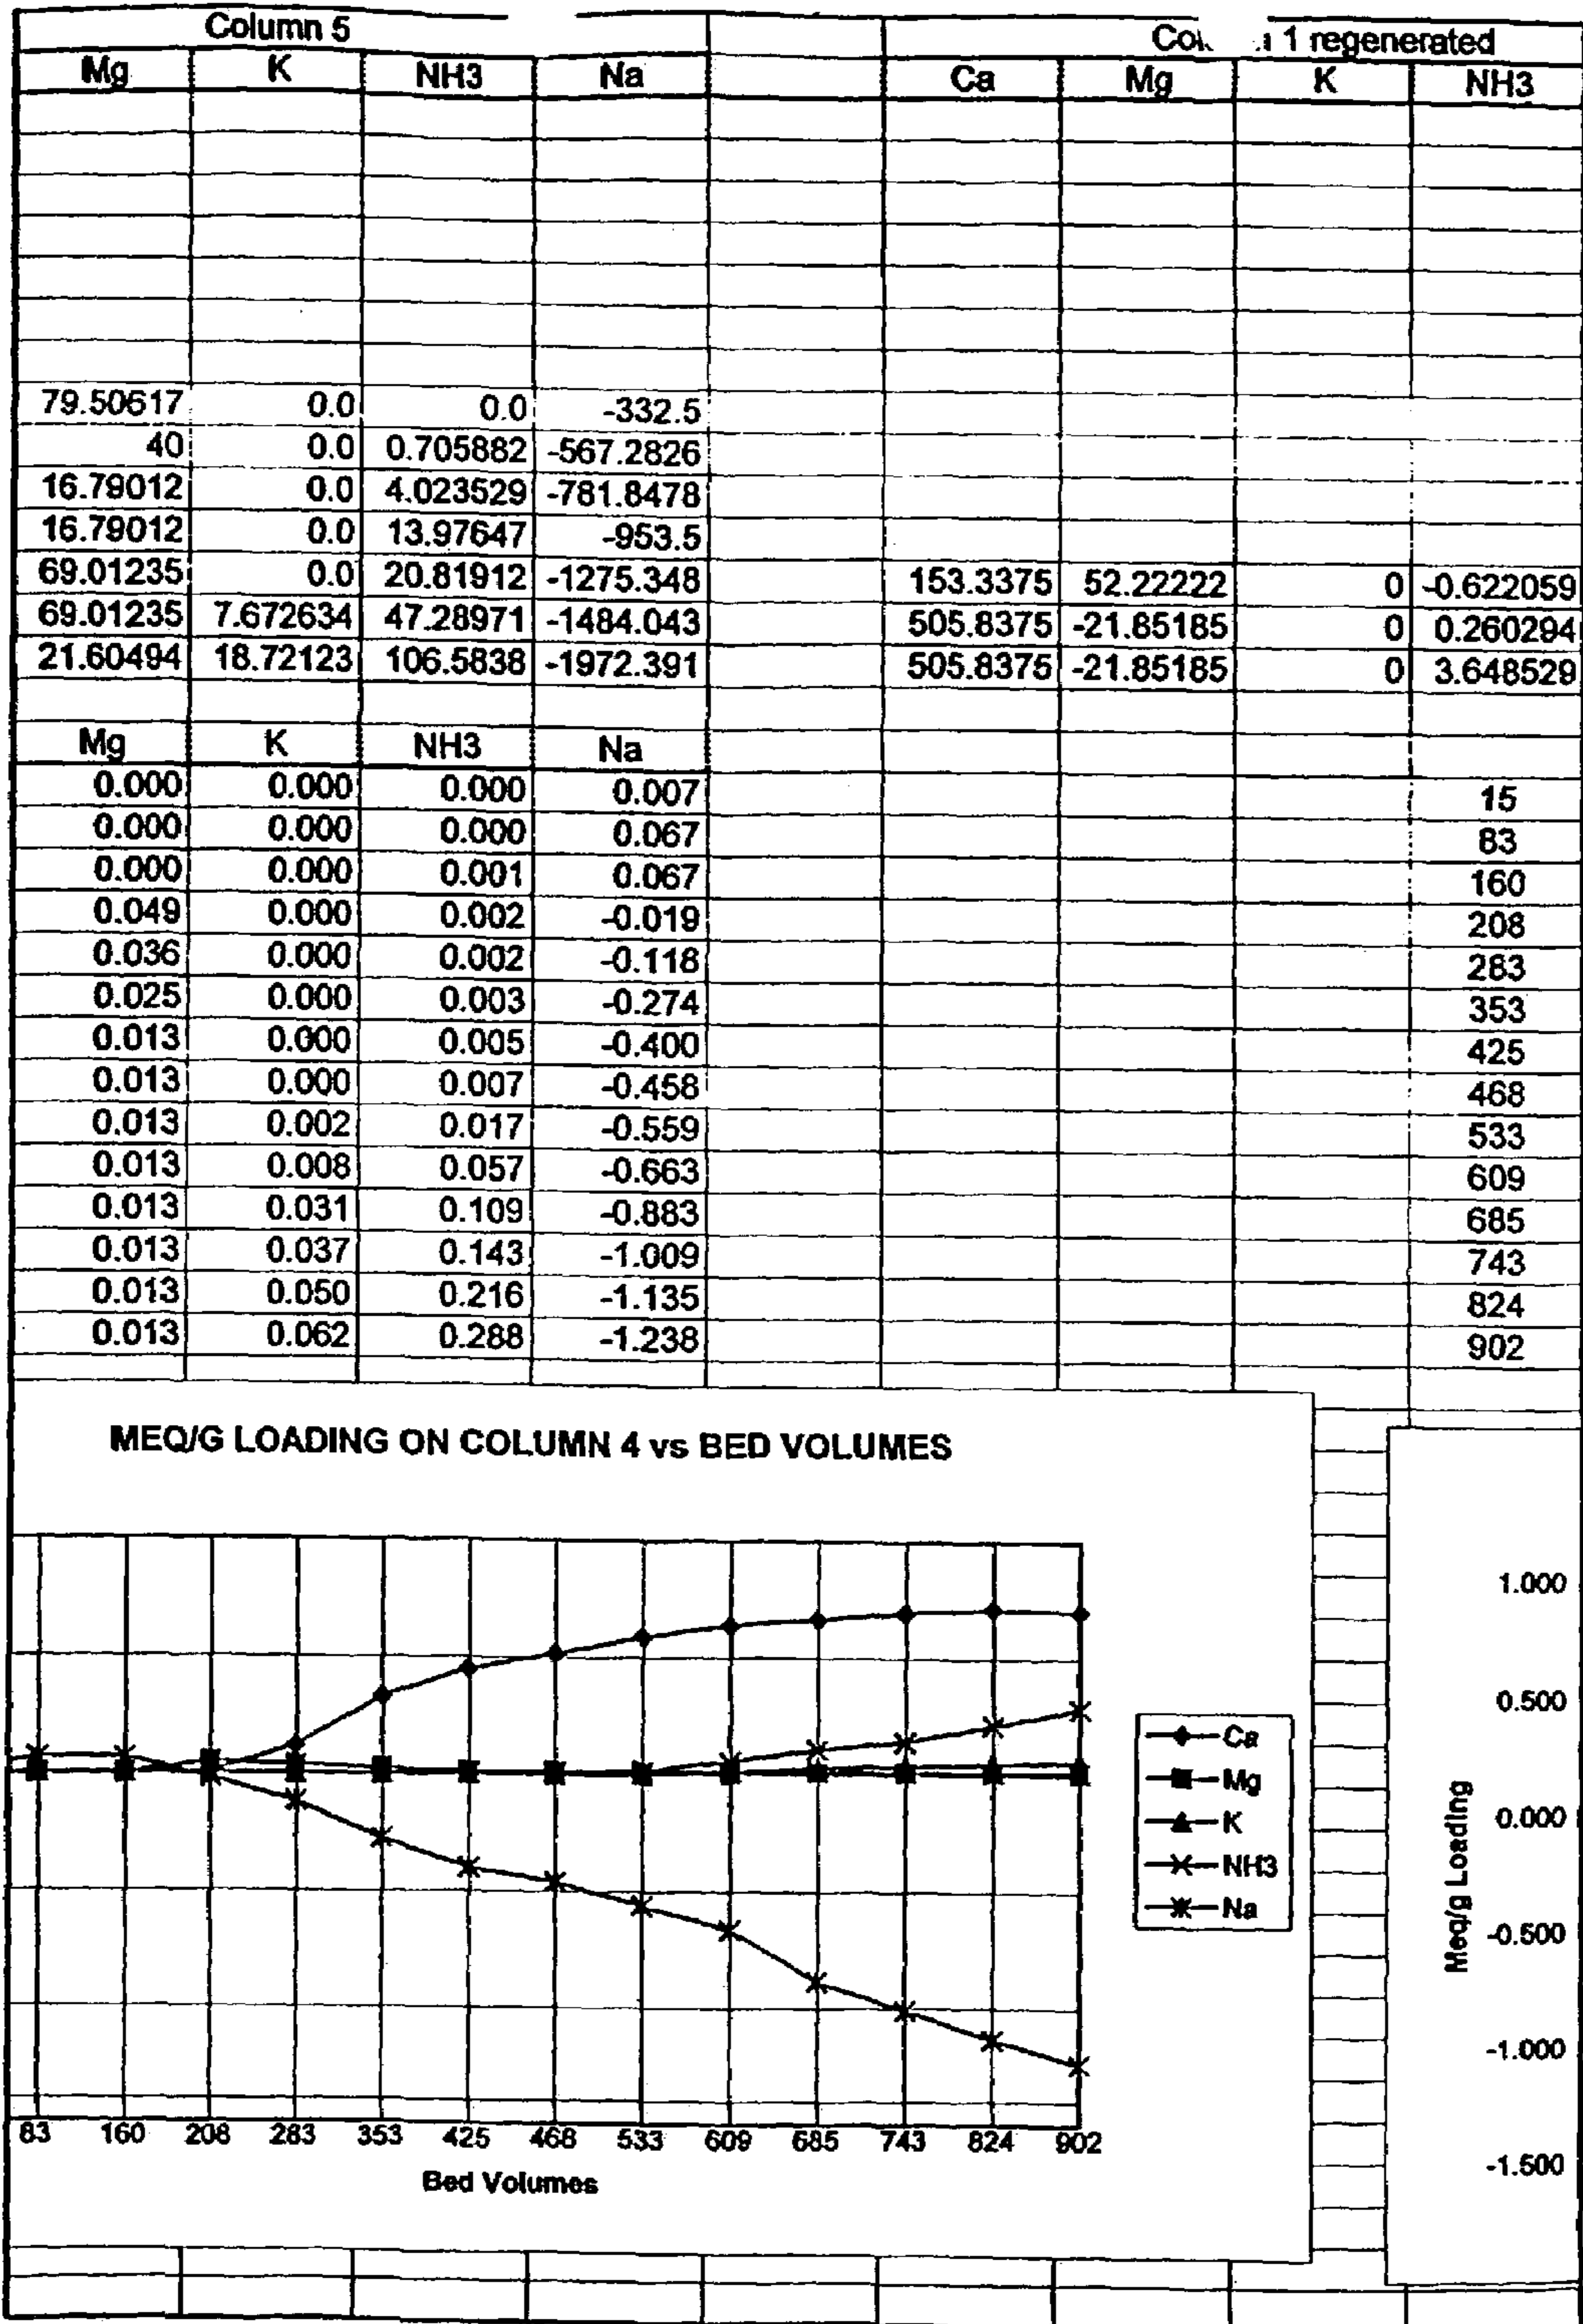 Column 5 1 regenerated
Mg K NH3 Na Ca Mg K NH3
79.50617 0.0 0.0 -332.5
40 0.0 0.705882 -567.2826
16.79012 0.0 4.023529 -781.8478
16.79012 0.0 13.97647 -953.5
69.01235 0.0 20.81912 -1275.348 153.3375 52.22222 0 -0.622059
69.01235 7.672634 47.28971 -1484.043 505.8375 -21.85185 0 0.260294
21.60494 18.72123 106.5838 -1972.391 505.8375 -21.85185 0 3.648529
Mg K NH3 Na
0.000 0.000 0.000 0.007 15
0.000 0.000 0.000 0.067 83
0.000 0.000 0.001 0.067 160
0.049 0.000 0.002 -0.019 208
0.036 0.000 0.002 -0.118 283
0.025 0.000 0.003 -0.274 353
0.013 0.000 0.005 -0.400 425
0.013 0.000 0.007 -0.458 468
0.013 0.002 0.017 -0.559 533
0.013 0.008 0.057 -0.663 609
0.013 0.031 0.109 -0.883 685
0.013 0.037 0.143 -1.009 743
0.013 0.050 0.216 -1.135 824
0.013 0.062 0.288 -1.238 902
MEQ/G LOADING ON COLUMN 4 vs BED VOLUMES
Ca
Mg
K
NH3
Na
83 160 208 283 353 425 468 533 609 685 743 824 902
Bed Volumes
Meq/g Loading
1.000
0.500
0.000
-0.500
-1.000
-1.500